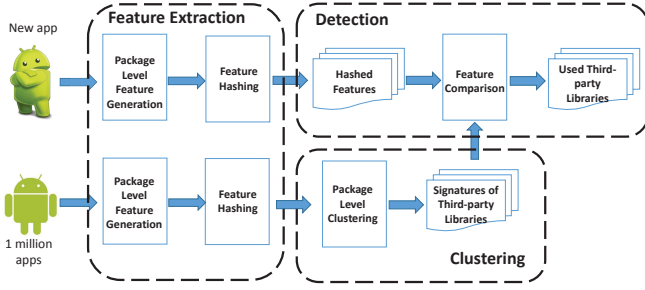 Feature Extraction
Detection
New app
Package
Level
Feature
Generation
Feature
Hashing
Hashed
Features
Feature
Comparison
Used Third-
party
Libraries
Package
Level
Feature
Generation
Feature
Hashing
Package
Level
Clustering
Signatures of
Third-party
Libraries
1 million
apps
Clustering